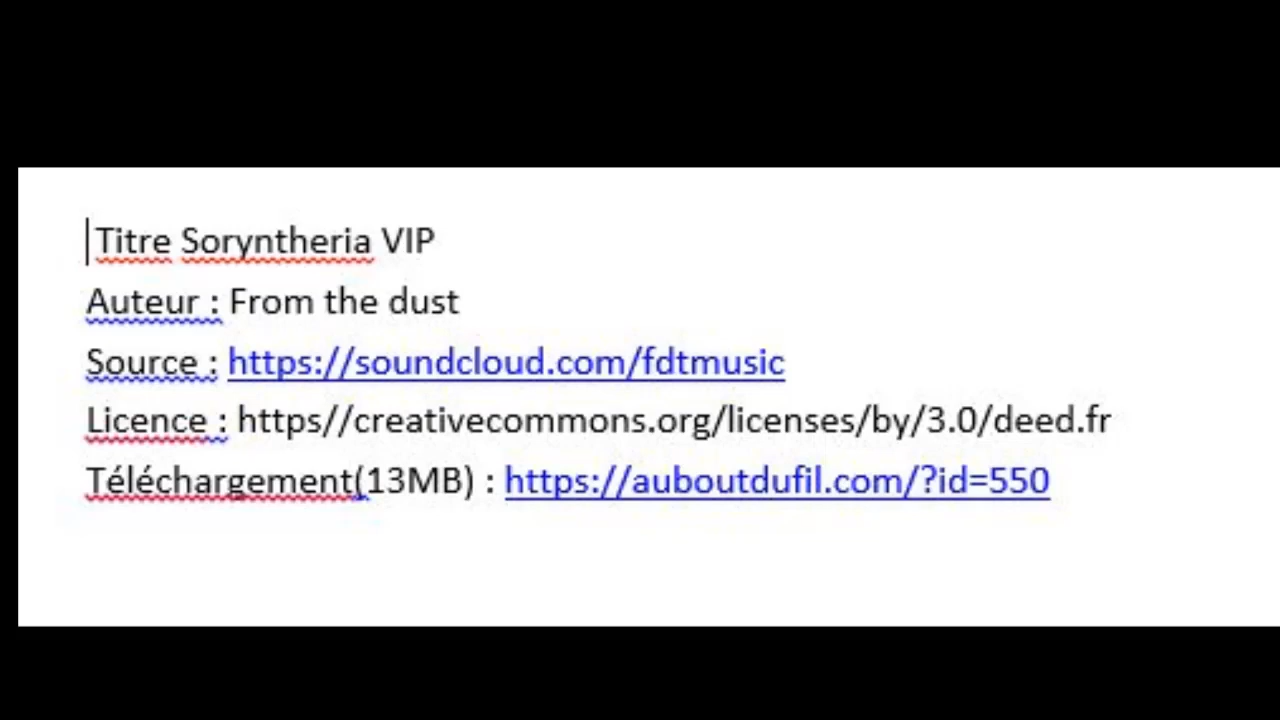 Titre Soryntheria VIP
Auteur : From the dust
Source : https://soundcloud.com/fdtmusic
Licence : https//creativecommons.org/licenses/by/3.0/deed.fr
Téléchargement(13MB) : https://auboutdufil.com/?id=550